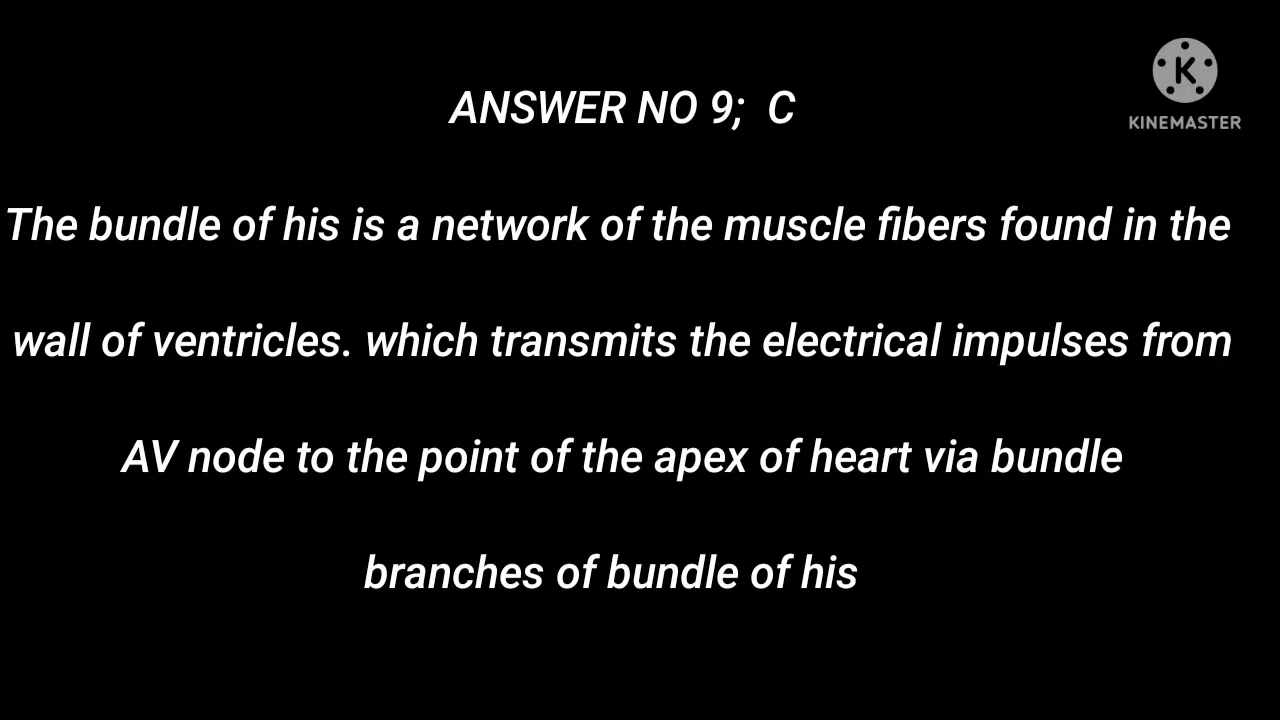 ANSWER NO 9; C
K
KINEMASTER
The bundle of his is a network of the muscle fibers found in the
wall of ventricles. which transmits the electrical impulses from
AV node to the point of the apex of heart via bundle
branches of bundle of his